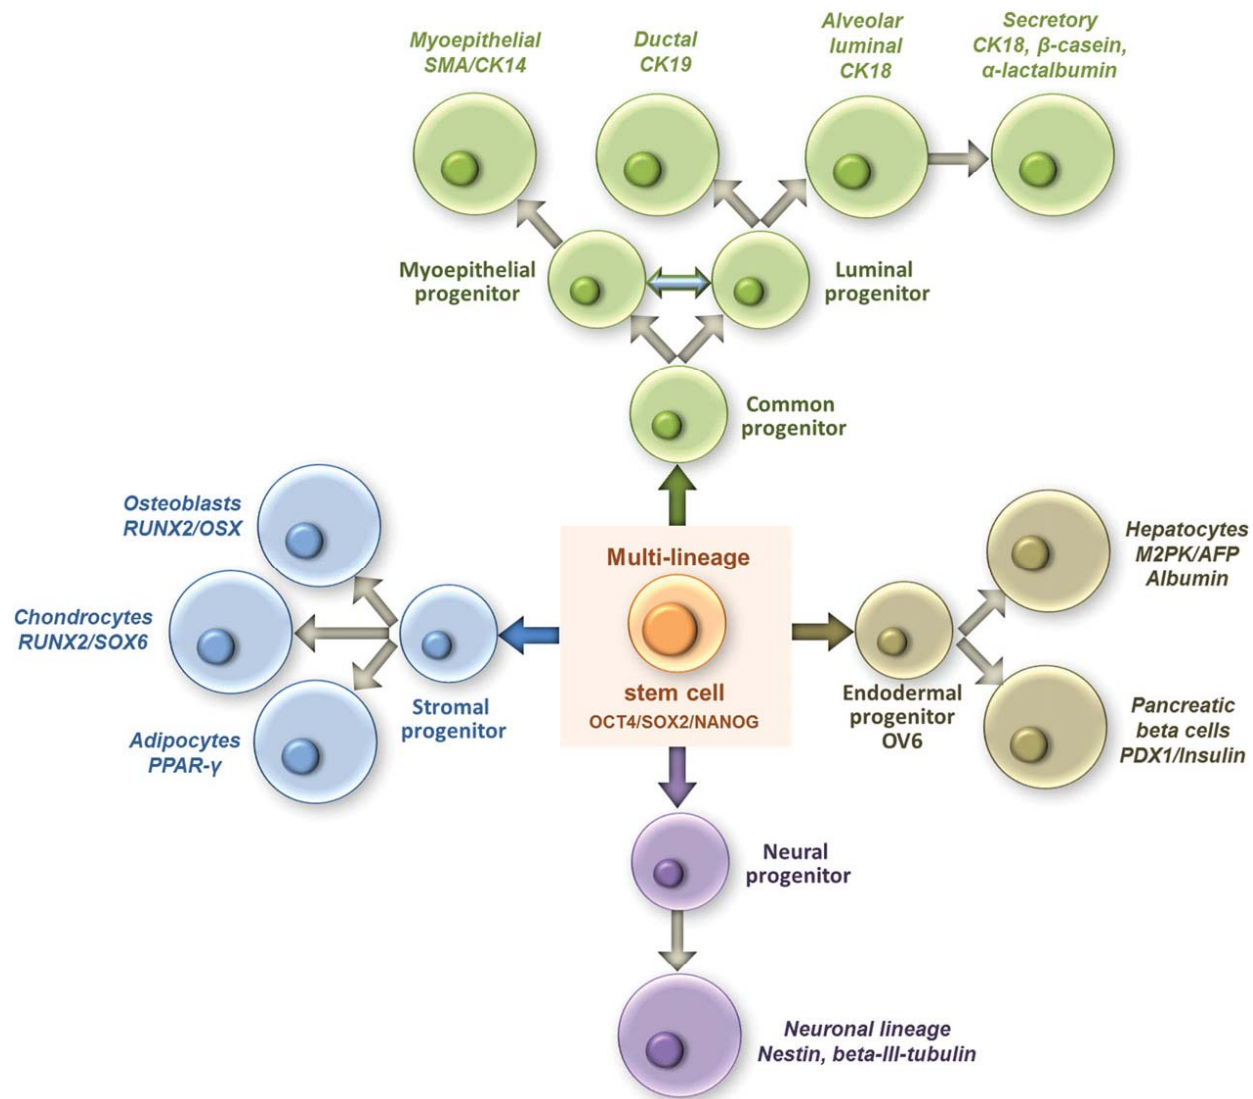 Myoepithelial
SMA/CK14
Ductal
CK19
Alveolar
luminal
CK18
Secretory
CK18, β-casein,
α-lactalbumin
Myoepithelial
progenitor
Luminal
progenitor
Common
progenitor
Osteoblasts
RUNX2/OSX
Chondrocytes
RUNX2/SOX6
Adipocytes
PPAR-γ
Stromal
progenitor
Multi-lineage
stem cell
OCT4/SOX2/NANOG
Endodermal
progenitor
OV6
Hepatocytes
M2PK/AFP
Albumin
Pancreatic
beta cells
PDX1/Insulin
Neural
progenitor
Neuronal lineage
Nestin, beta-III-tubulin